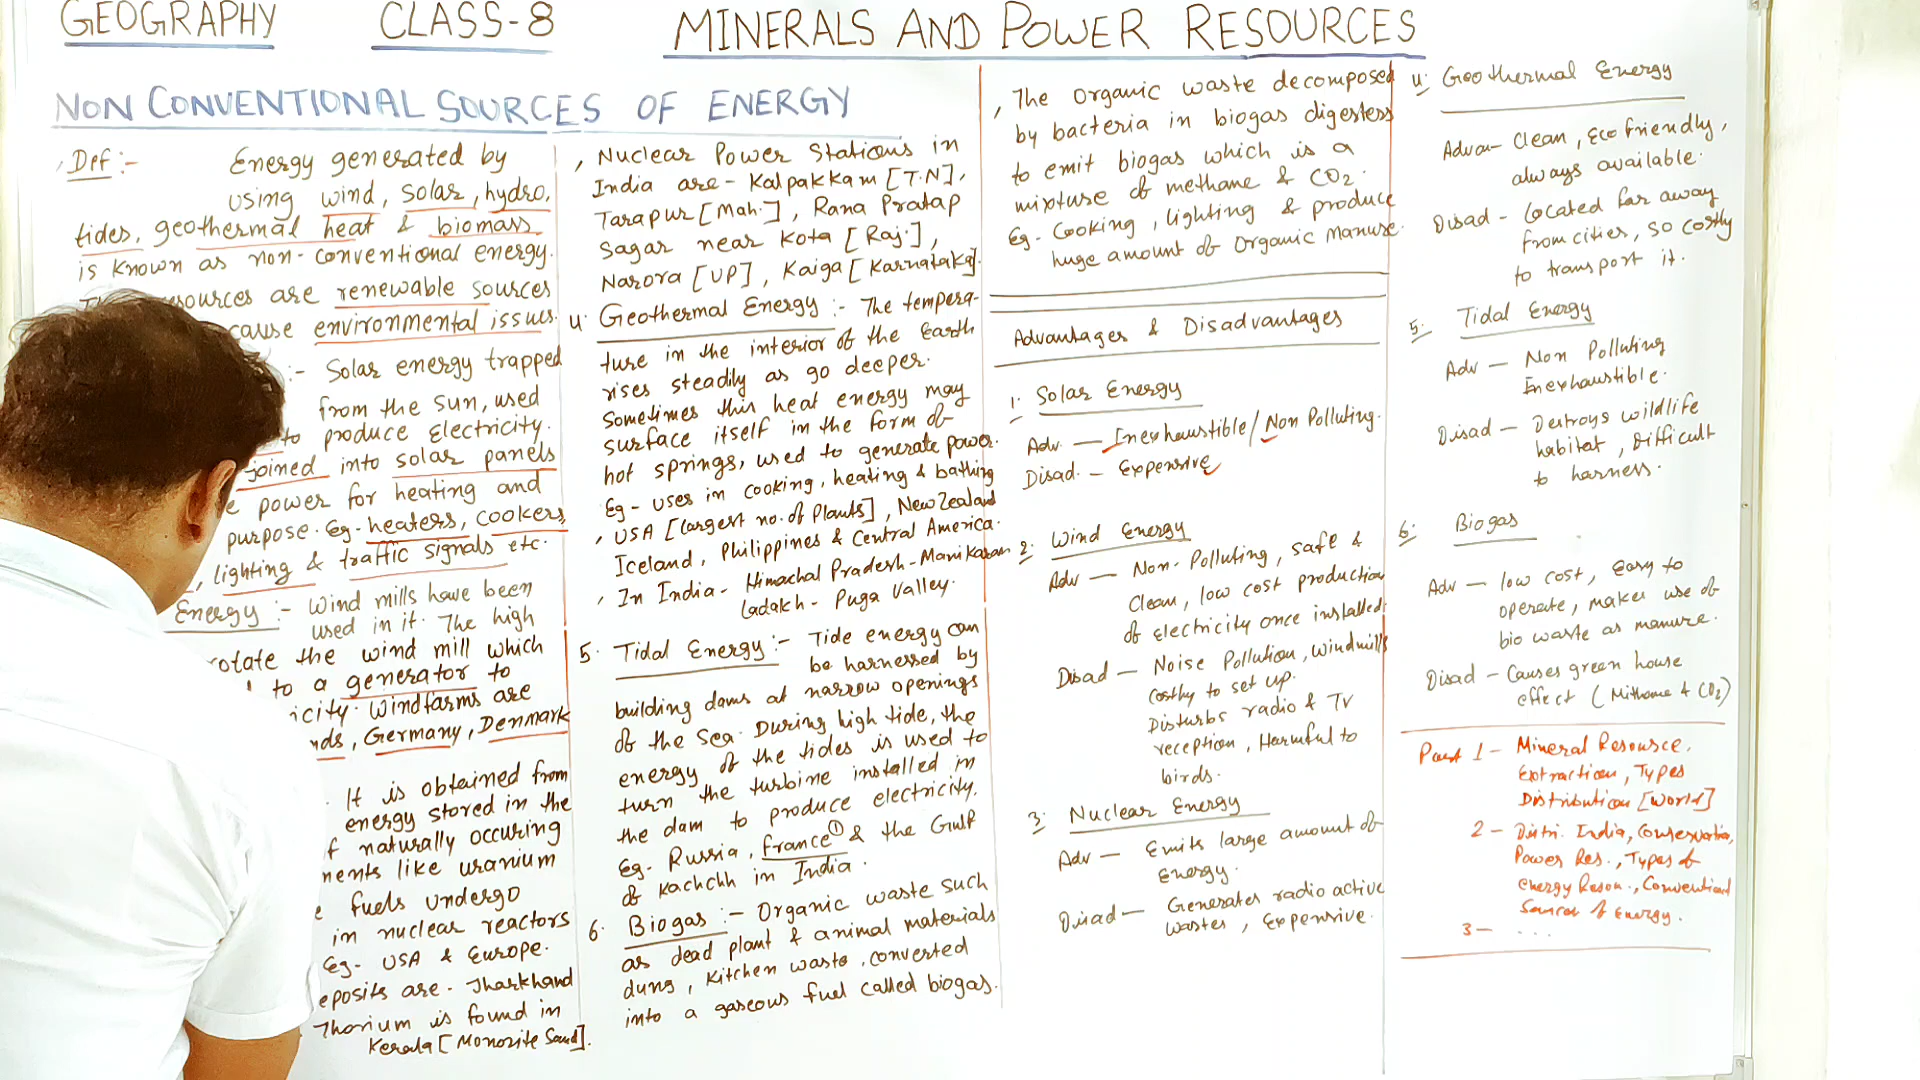 GEOGRAPHY CLASS-8 MINERALS AND POWER RESOURCES
NON CONVENTIONAL SOURCES OF ENERGY
Def :- Energy generated by
using wind, solar, hydro,
tides, geothermal heat & biomass
is known as non-conventional energy.
sources are renewable sources
cause environmental issues.
:- Solar energy trapped
from the sun, used
to produce electricity.
joined into solar panels
power for heating and
purpose. Eg- heaters, cookers,
, lighting & traffic signals etc.
Energy :- Wind mills have been
used in it. The high
rotate the wind mill which
to a generator to
icity. Windfarms are
nds, Germany, Denmark
It is obtained from
energy stored in the
f naturally occuring
ments like uranium
e fuels undergo
in nuclear reactors
Eg- USA & Europe.
eposits are - Jharkhand
Thorium is found in
Kerala [Monozite Sand].
, Nuclear Power Stations in
India are - Kalpakkam [T.N],
Tarapur [Mah.], Rana Pratap
Sagar near Kota [Raj.],
Narora [UP], Kaiga [Karnataka].
4. Geothermal Energy :- The tempera-
ture in the interior of the Earth
rises steadily as go deeper.
Sometimes this heat energy may
surface itself in the form of
hot springs, used to generate power.
Eg - uses in cooking, heating & bathing
, USA [largest no. of Plants], New Zealand
Iceland, Philippines & Central America.
, In India - Himachal Pradesh - Manikaran
Ladakh - Puga Valley.
5. Tidal Energy :- Tide energy can
be harnessed by
building dams at narrow openings
of the sea. During high tide, the
energy of the tides is used to
turn the turbine installed in
the dam to produce electricity.
Eg- Russia, france ① & the Gulf
of Kachchh in India.
6. Biogas :- Organic waste such
as dead plant & animal materials
dung, Kitchen waste, converted
into a gaseous fuel called biogas.
, The Organic waste decomposed
by bacteria in biogas digesters
to emit biogas which is a
mixture of methane & CO2.
Eg- Cooking, lighting & produce
huge amount of Organic Manure.
Advantages & Disadvantages
1. Solar Energy
Adv. — Inexhaustible/Non Polluting.
Disad. - Expensive
2. Wind Energy
Adv — Non-Polluting, safe &
Clean, low cost production
of electricity once installed.
Disad — Noise Pollution, windmills
costly to set up.
Disturbs radio & TV
reception, Harmful to
birds.
3. Nuclear Energy
Adv — Emits large amount of
Energy.
Disad — Generates radio active
wastes, Expensive.
4. Geothermal Energy
Advan- Clean, Eco friendly,
always available.
Disad - Located far away
from cities, so costly
to transport it.
5. Tidal Energy
Adv — Non Polluting
Inexhaustible.
Disad — Destroys wildlife
habitat, Difficult
to harness.
6. Biogas
Adv — low cost, easy to
operate, makes use of
bio waste as manure.
Disad - Causes green house
effect (Mithane & CO2)
Part 1 - Mineral Resource,
Extraction, Types
Distribution [World]
2 - Distri. India, Conservation,
Power Res., Types of
energy Reson., Conventional
Source of Energy.
3 — ...